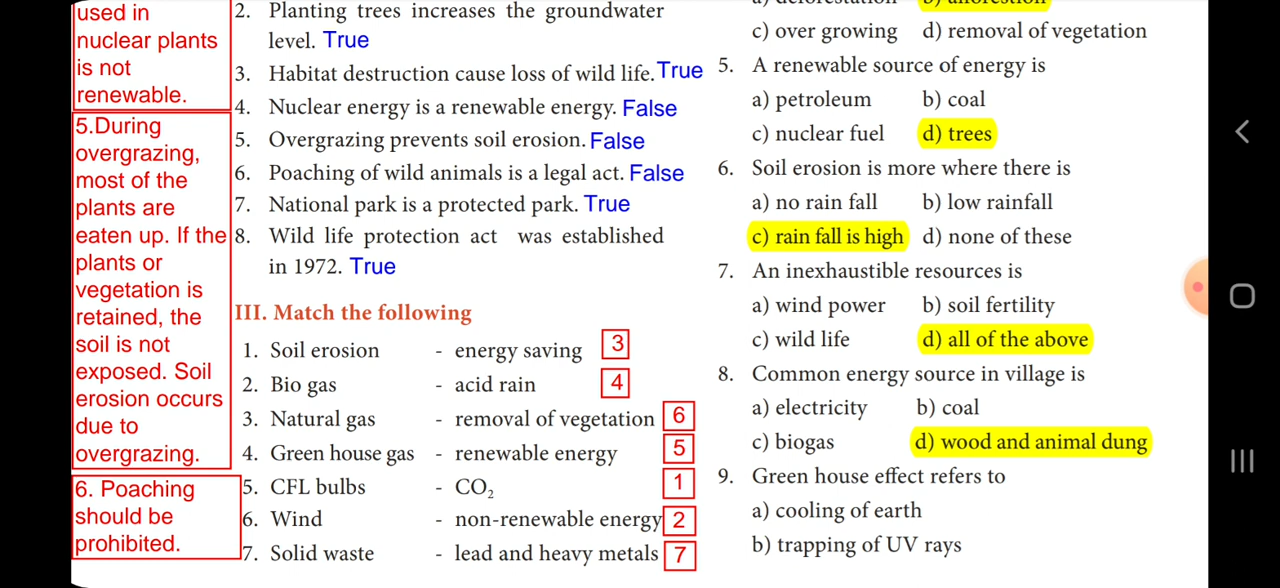 used in
nuclear plants
is not
renewable.
5.During
overgrazing,
most of the
plants are
eaten up. If the
plants or
vegetation is
retained, the
soil is not
exposed. Soil
erosion occurs
due to
overgrazing.
6. Poaching
should be
prohibited.
2. Planting trees increases the groundwater
level. True
3. Habitat destruction cause loss of wild life. True
4. Nuclear energy is a renewable energy. False
5. Overgrazing prevents soil erosion. False
6. Poaching of wild animals is a legal act. False
7. National park is a protected park. True
8. Wild life protection act was established
in 1972. True
III. Match the following
1. Soil erosion - energy saving 3
2. Bio gas - acid rain 4
3. Natural gas - removal of vegetation 6
4. Green house gas - renewable energy 5
5. CFL bulbs - CO₂ 1
6. Wind - non-renewable energy 2
7. Solid waste - lead and heavy metals 7
c) over growing d) removal of vegetation
5. A renewable source of energy is
a) petroleum b) coal
c) nuclear fuel d) trees
6. Soil erosion is more where there is
a) no rain fall b) low rainfall
c) rain fall is high d) none of these
7. An inexhaustible resources is
a) wind power b) soil fertility
c) wild life d) all of the above
8. Common energy source in village is
a) electricity b) coal
c) biogas d) wood and animal dung
9. Green house effect refers to
a) cooling of earth
b) trapping of UV rays